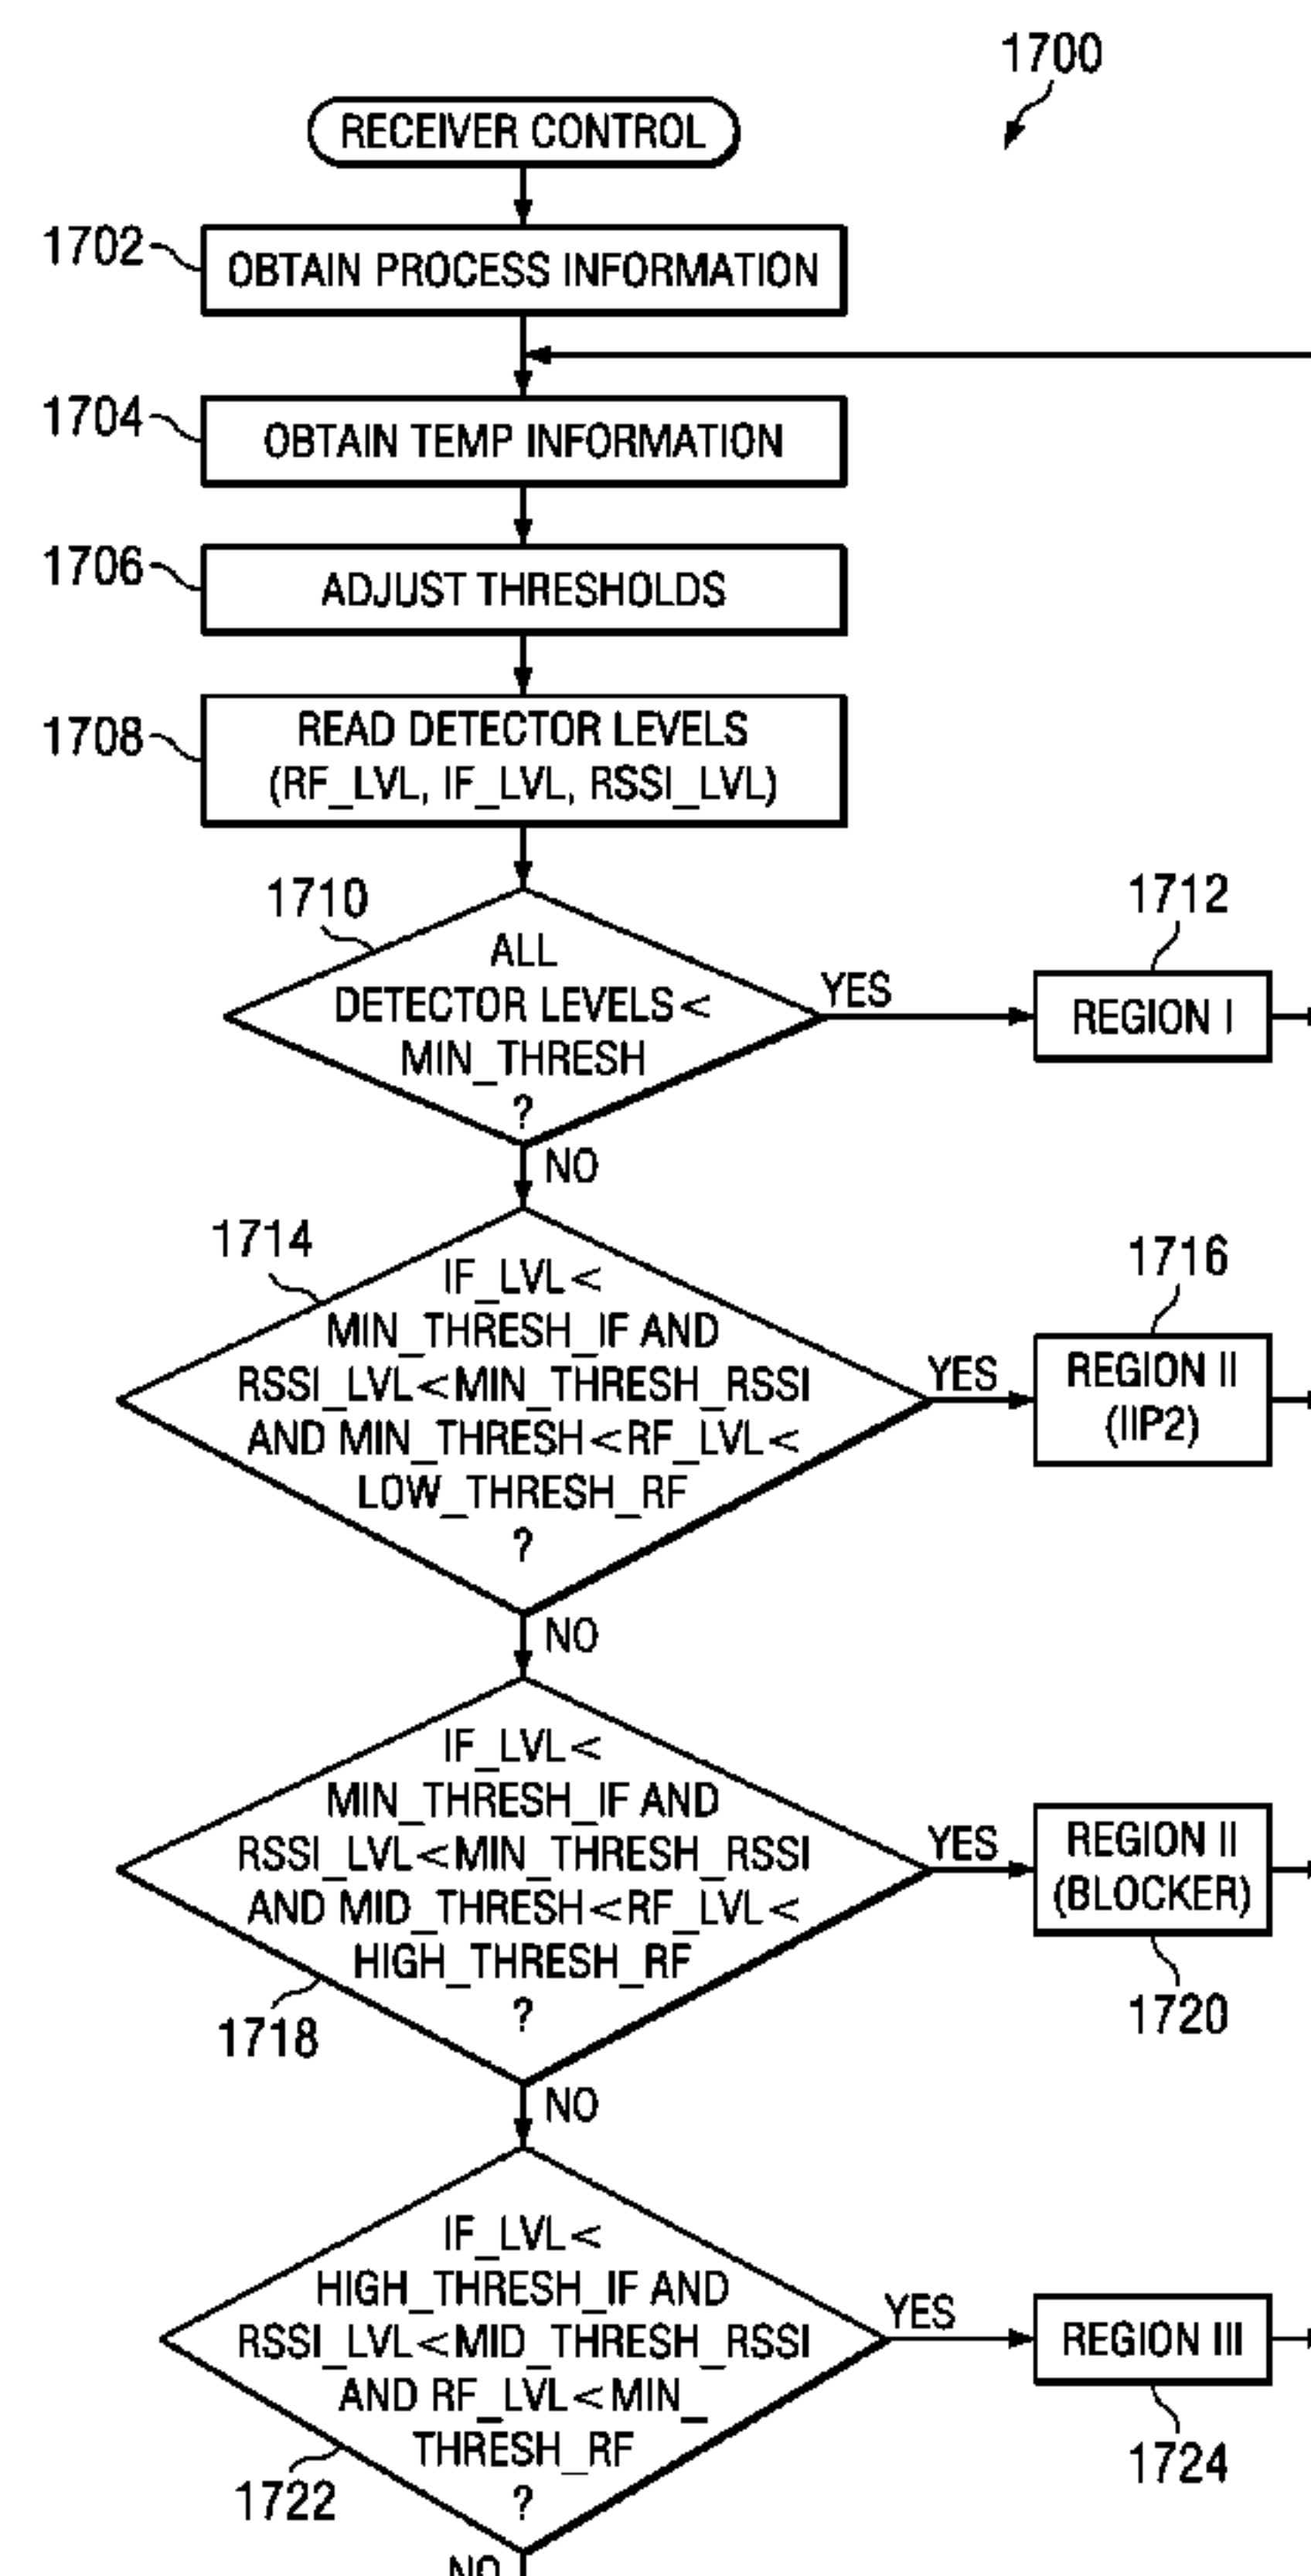 1700
RECEIVER CONTROL
1702
OBTAIN PROCESS INFORMATION
1704
OBTAIN TEMP INFORMATION
1706
ADJUST THRESHOLDS
1708
READ DETECTOR LEVELS
(RF_LVL, IF_LVL, RSSI_LVL)
1710
ALL
DETECTOR LEVELS<
MIN_THRESH
?
YES
1712
REGION I
NO
1714
IF_LVL<
MIN_THRESH_IF AND
RSSI_LVL<MIN_THRESH_RSSI
AND MIN_THRESH<RF_LVL<
LOW_THRESH_RF
?
YES
1716
REGION II
(IIP2)
NO
IF_LVL<
MIN_THRESH_IF AND
RSSI_LVL<MIN_THRESH_RSSI
AND MID_THRESH<RF_LVL<
HIGH_THRESH_RF
?
1718
YES
REGION II
(BLOCKER)
1720
NO
IF_LVL<
HIGH_THRESH_IF AND
RSSI_LVL<MID_THRESH_RSSI
AND RF_LVL<MIN_
THRESH_RF
?
1722
YES
REGION III
1724
NO